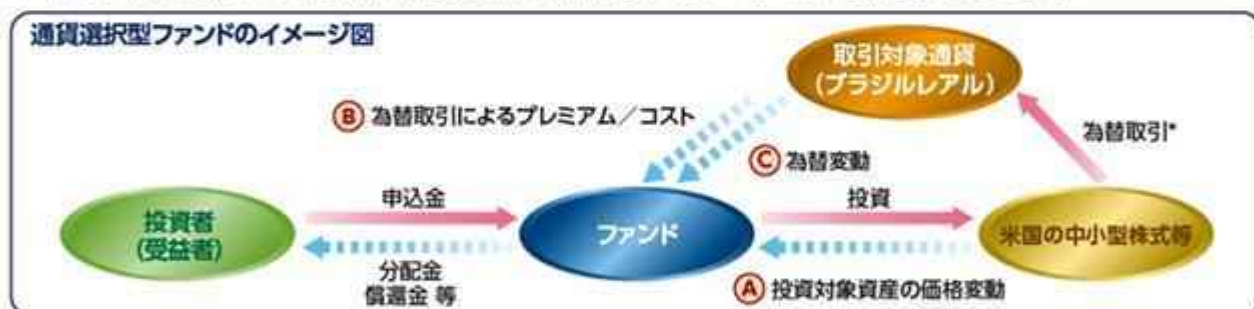 通貨選択型ファンドのイメージ図
取引対象通貨
(ブラジルレアル)
Ⓑ 為替取引によるプレミアム／コスト
為替取引*
Ⓒ 為替変動
申込金
投資
投資者
(受益者)
ファンド
米国の中小型株式等
分配金
償還金 等
Ⓐ 投資対象資産の価格変動